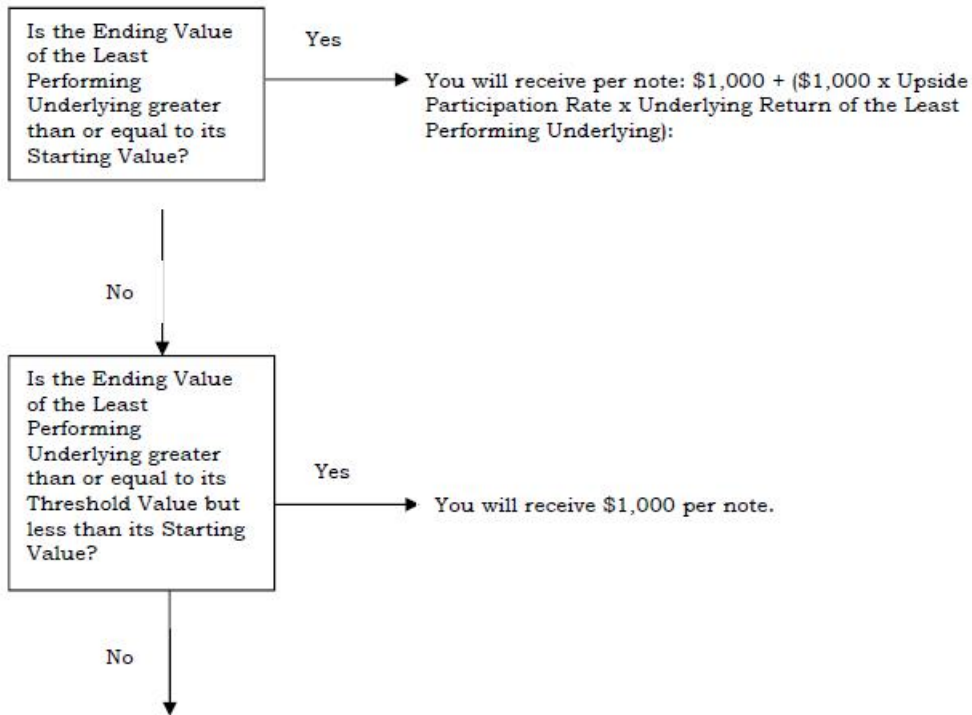 Is the Ending Value
of the Least
Performing
Underlying greater
than or equal to its
Starting Value?
Yes
You will receive per note: $1,000 + ($1,000 x Upside
Participation Rate x Underlying Return of the Least
Performing Underlying):
No
Is the Ending Value
of the Least
Performing
Underlying greater
than or equal to its
Threshold Value but
less than its Starting
Value?
Yes
You will receive $1,000 per note.
No